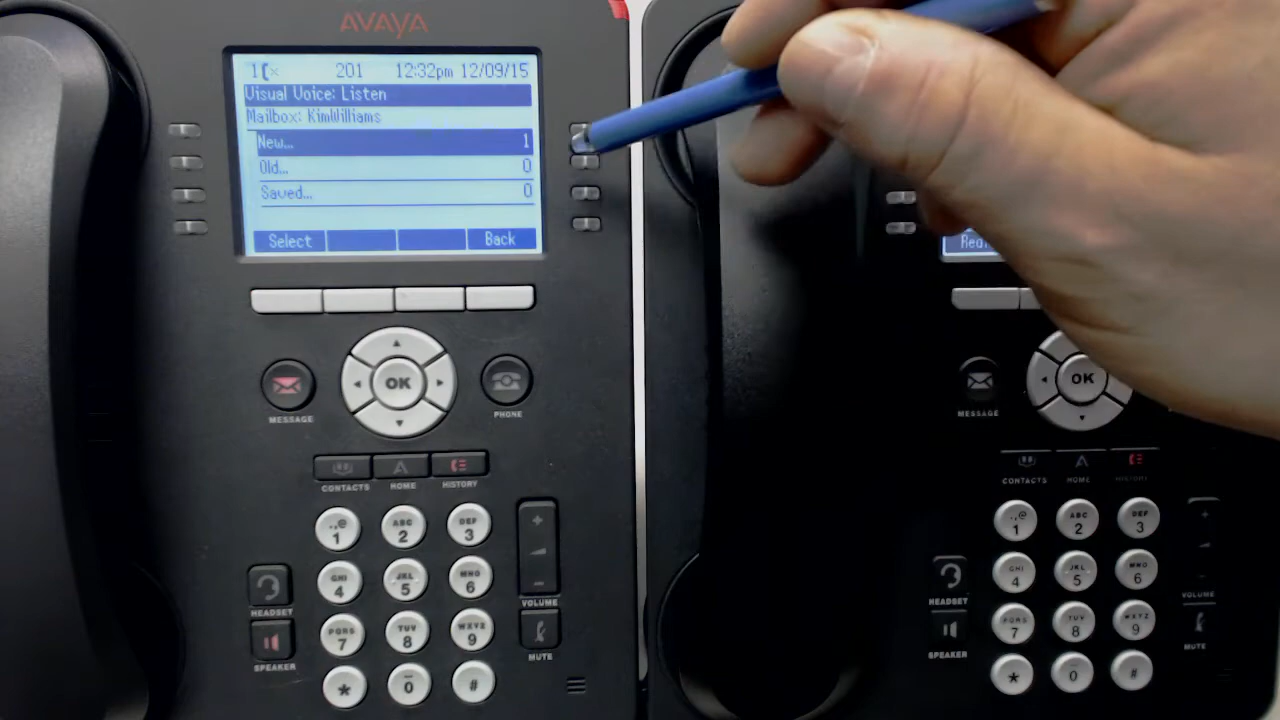 AVAYA
1 201 12:32pm 12/09/15
Visual Voice: Listen
Mailbox: KimWilliams
New... 1
Old... 0
Saved... 0
Select Back
OK
MESSAGE PHONE
CONTACTS HOME HISTORY
.,@ 1 ABC 2 DEF 3
GHI 4 JKL 5 MNO 6
PQRS 7 TUV 8 WXYZ 9
* 0 #
VOLUME
HEADSET
SPEAKER
MUTE
OK
MESSAGE
CONTACTS HOME HISTORY
.,@ 1 ABC 2 DEF 3
GHI 4 JKL 5 MNO 6
PQRS 7 TUV 8 WXYZ 9
* 0 #
VOLUME
HEADSET
SPEAKER
MUTE